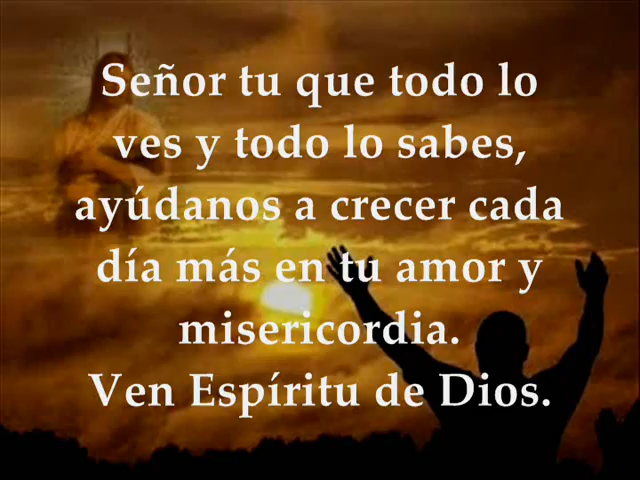 Señor tu que todo lo
ves y todo lo sabes,
ayúdanos a crecer cada
día más en tu amor y
misericordia.
Ven Espíritu de Dios.